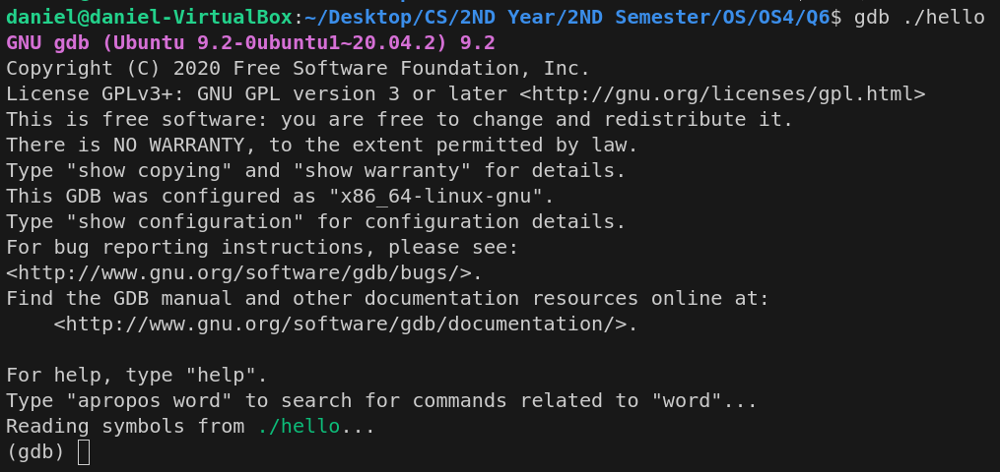 daniel@daniel-VirtualBox:~/Desktop/CS/2ND Year/2ND Semester/OS/OS4/Q6$ gdb ./hello
GNU gdb (Ubuntu 9.2-0ubuntu1~20.04.2) 9.2
Copyright (C) 2020 Free Software Foundation, Inc.
License GPLv3+: GNU GPL version 3 or later <http://gnu.org/licenses/gpl.html>
This is free software: you are free to change and redistribute it.
There is NO WARRANTY, to the extent permitted by law.
Type "show copying" and "show warranty" for details.
This GDB was configured as "x86_64-linux-gnu".
Type "show configuration" for configuration details.
For bug reporting instructions, please see:
<http://www.gnu.org/software/gdb/bugs/>.
Find the GDB manual and other documentation resources online at:
    <http://www.gnu.org/software/gdb/documentation/>.

For help, type "help".
Type "apropos word" to search for commands related to "word"...
Reading symbols from ./hello...
(gdb)